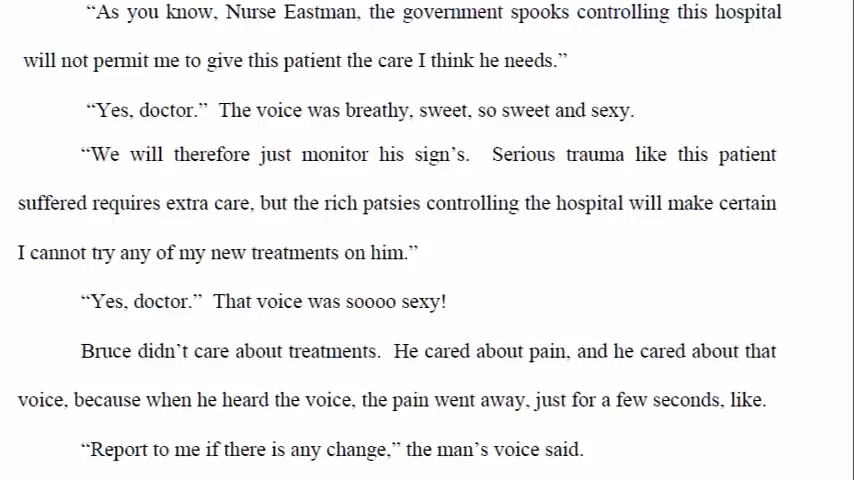 “As you know, Nurse Eastman, the government spooks controlling this hospital
will not permit me to give this patient the care I think he needs.”
“Yes, doctor.”  The voice was breathy, sweet, so sweet and sexy.
“We will therefore just monitor his sign’s.  Serious trauma like this patient
suffered requires extra care, but the rich patsies controlling the hospital will make certain
I cannot try any of my new treatments on him.”
“Yes, doctor.”  That voice was soooo sexy!
Bruce didn’t care about treatments.  He cared about pain, and he cared about that
voice, because when he heard the voice, the pain went away, just for a few seconds, like.
“Report to me if there is any change,” the man’s voice said.